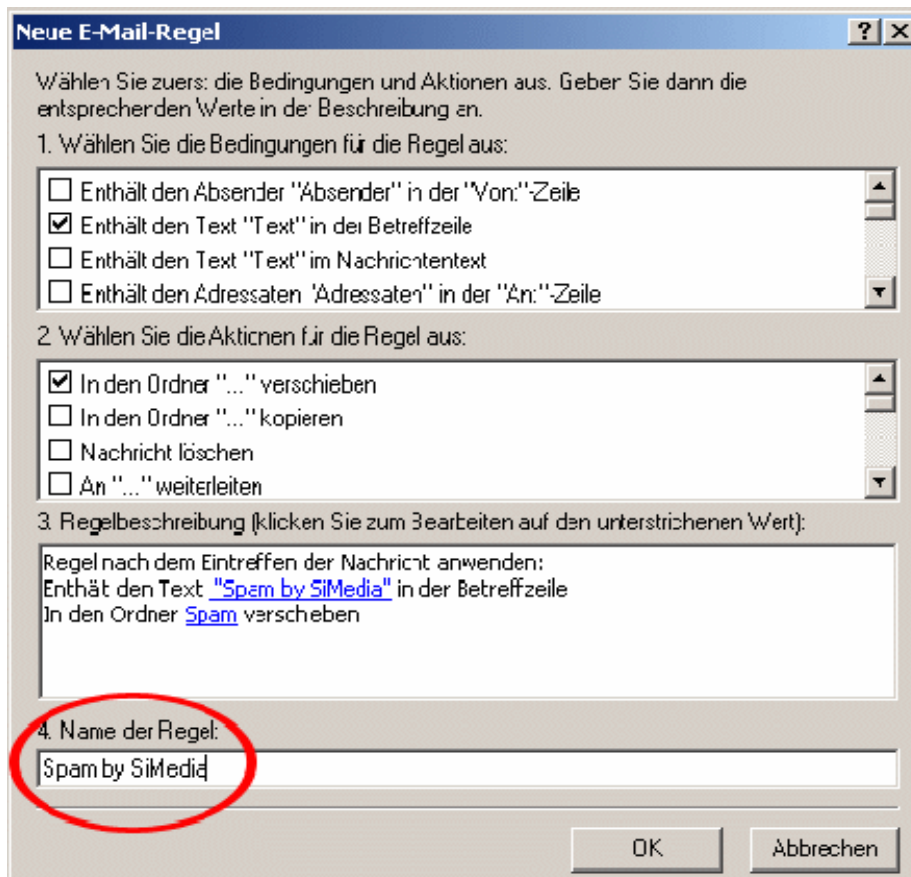 Neue E-Mail-Regel
Wählen Sie zuerst die Bedingungen und Aktionen aus. Geben Sie dann die
entsprechenden Werte in der Beschreibung an.
1. Wählen Sie die Bedingungen für die Regel aus:
Enthält den Absender "Absender" in der "Von:"-Zeile
Enthält den Text "Text" in der Betreffzeile
Enthält den Text "Text" im Nachrichtentext
Enthält den Adressaten "Adressaten" in der "An:"-Zeile
2. Wählen Sie die Aktionen für die Regel aus:
In den Ordner "..." verschieben
In den Ordner "..." kopieren
Nachricht löschen
An "..." weiterleiten
3. Regelbeschreibung (klicken Sie zum Bearbeiten auf den unterstrichenen Wert):
Regel nach dem Eintreffen der Nachricht anwenden:
Enthält den Text "Spam by SiMedia" in der Betreffzeile
In den Ordner Spam verschieben
4. Name der Regel:
Spam by SiMedia
OK
Abbrechen